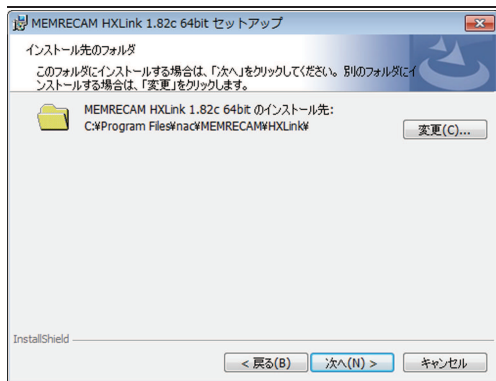 MEMRECAM HXLink 1.82c 64bit セットアップ
インストール先のフォルダ
このフォルダにインストールする場合は、「次へ」をクリックしてください。別のフォルダにイ
ンストールする場合は、「変更」をクリックします。
MEMRECAM HXLink 1.82c 64bit のインストール先:
C:¥Program Files¥nac¥MEMRECAM¥HXLink¥
変更(C)...
InstallShield
< 戻る(B) 次へ(N) > キャンセル